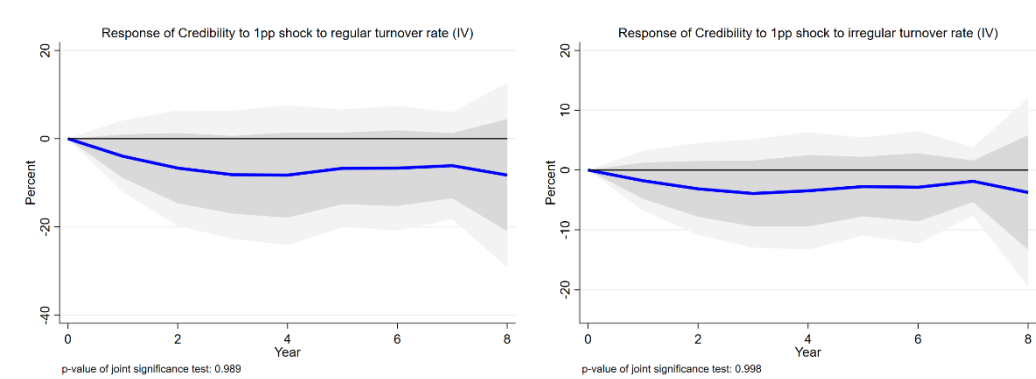 Response of Credibility to 1pp shock to regular turnover rate (IV)
20
0
-20
-40
Percent
0 2 4 6 8
Year
p-value of joint significance test: 0.989
Response of Credibility to 1pp shock to irregular turnover rate (IV)
20
10
0
-10
-20
Percent
0 2 4 6 8
Year
p-value of joint significance test: 0.998